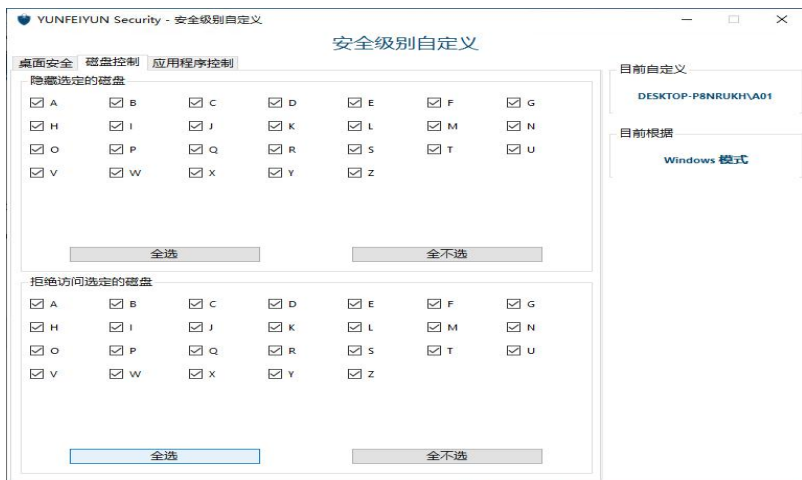 YUNFEIYUN Security - 安全级别自定义
安全级别自定义
桌面安全 磁盘控制 应用程序控制
隐藏选定的磁盘
A B C D E F G
H I J K L M N
O P Q R S T U
V W X Y Z
全选 全不选
拒绝访问选定的磁盘
A B C D E F G
H I J K L M N
O P Q R S T U
V W X Y Z
全选 全不选
目前自定义
DESKTOP-P8NRUKH\A01
目前根据
Windows 模式